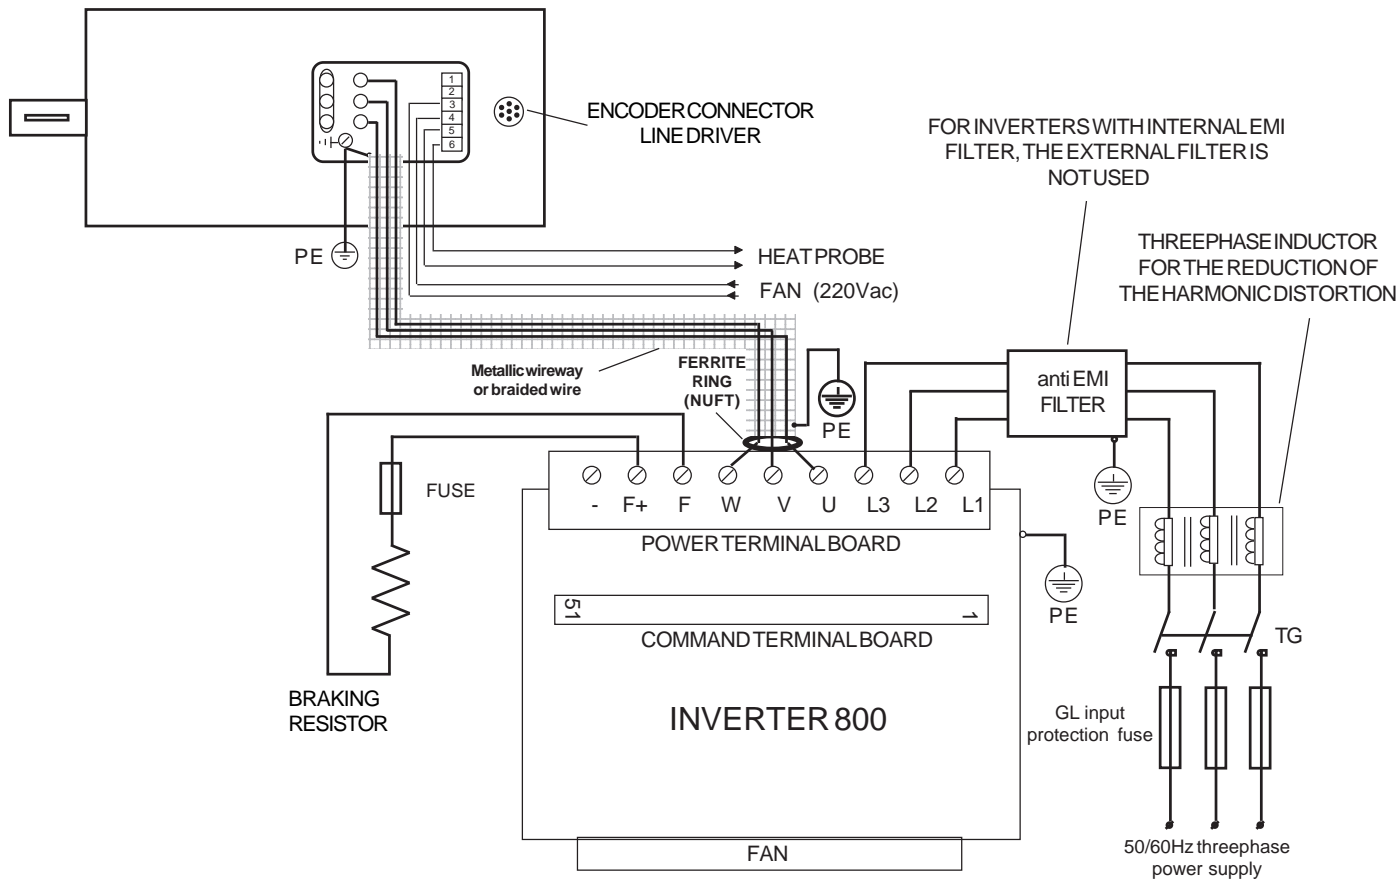 1
2
3
4
5
6
ENCODER CONNECTOR
LINE DRIVER
FOR INVERTERS WITH INTERNAL EMI
FILTER, THE EXTERNAL FILTER IS
NOT USED
THREEPHASE INDUCTOR
FOR THE REDUCTION OF
THE HARMONIC DISTORTION
PE
HEAT PROBE
FAN (220Vac)
Metallic wireway
or braided wire
FERRITE
RING
(NUFT)
PE
anti EMI
FILTER
PE
FUSE
- F+ F W V U L3 L2 L1
POWER TERMINAL BOARD
PE
51 1
COMMAND TERMINAL BOARD
TG
BRAKING
RESISTOR
INVERTER 800
GL input
protection fuse
FAN
50/60Hz threephase
power supply